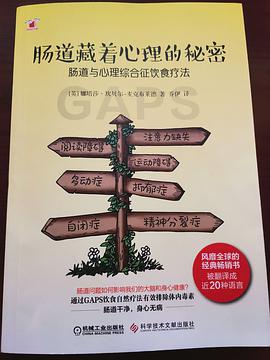 肠道藏着心理的秘密
肠道与心理综合征饮食疗法
GAPS
[英]娜塔莎·坎贝尔-麦克布莱德 著 乔伊 译
注意力缺失
阅读障碍
运动障碍
多动症
抑郁症
自闭症
精神分裂症
风靡全球的
经典畅销书
被翻译成
近20种语言
肠道问题如何影响我们的大脑和身心健康?
通过GAPS饮食自然疗法有效排除体内毒素
肠道干净,身心无病
机械工业出版社
CHINA MACHINE PRESS
科学技术文献出版社